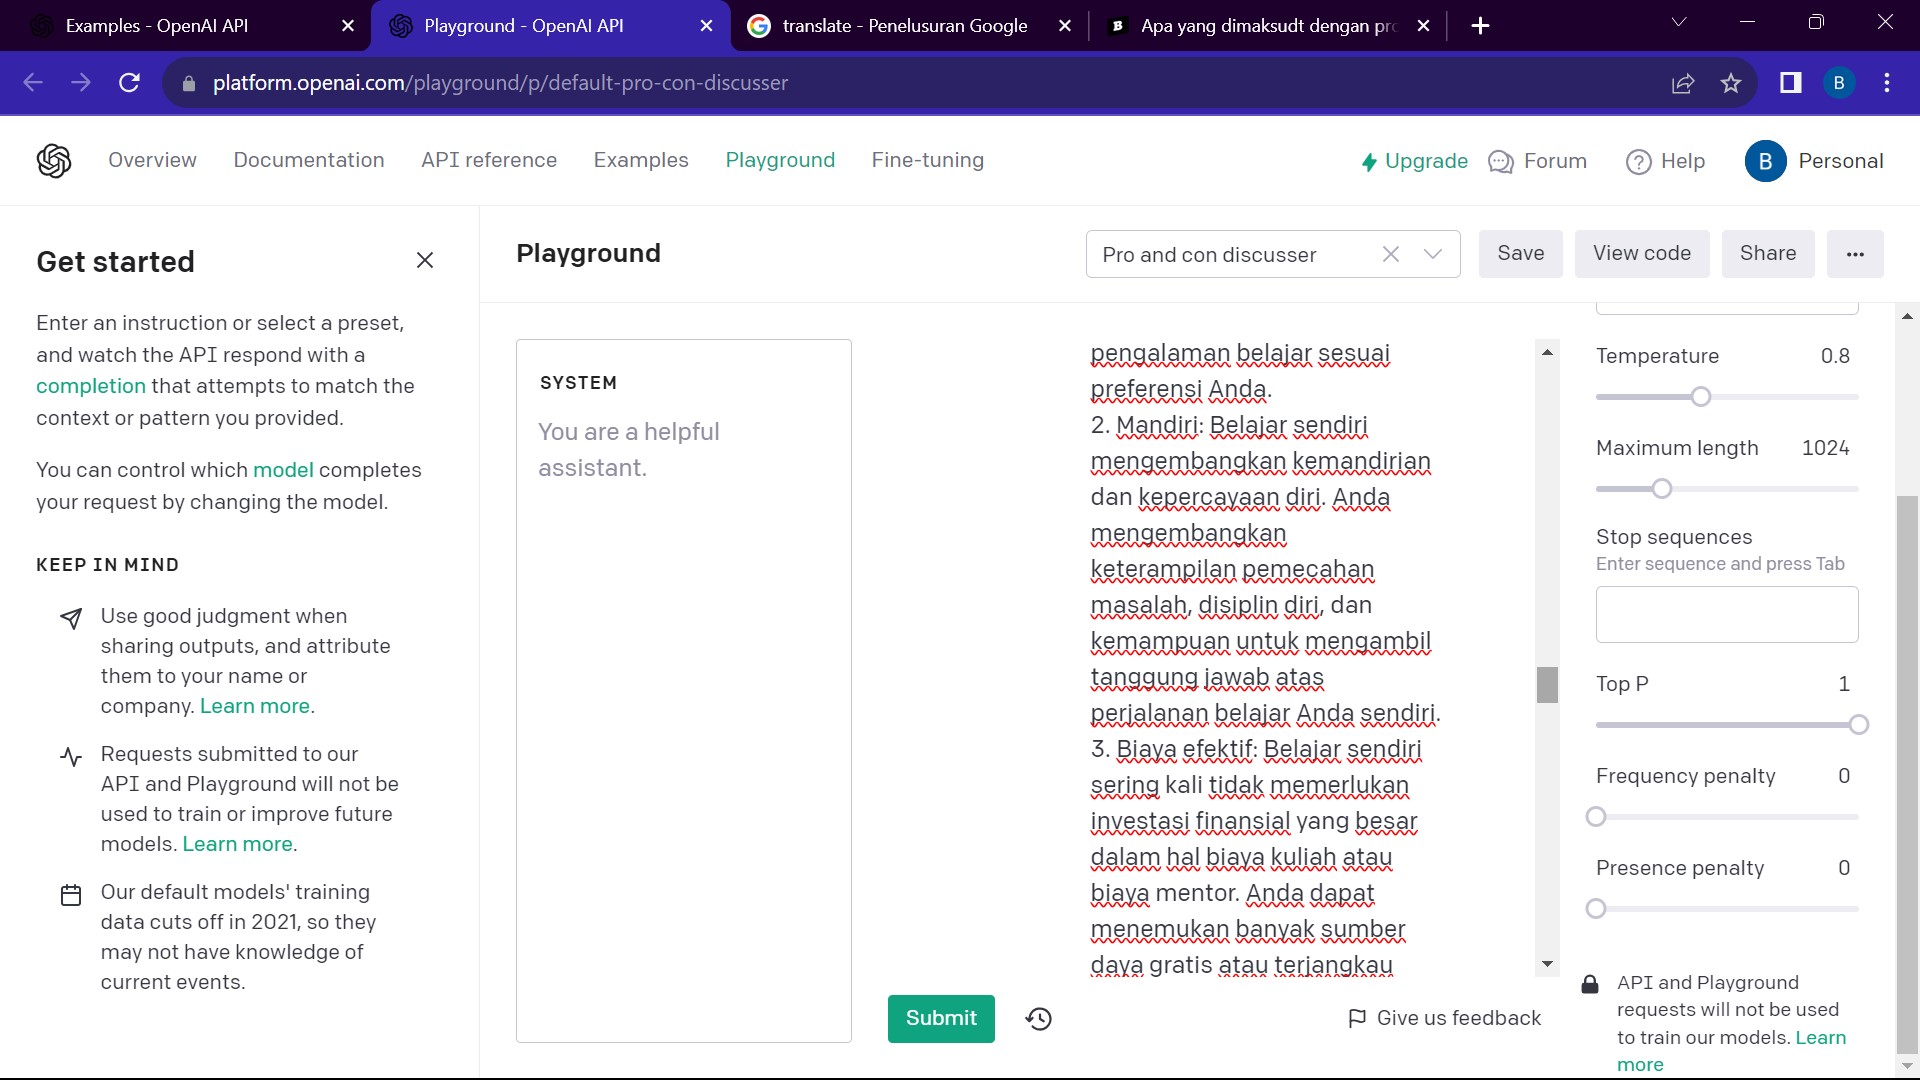 Examples - OpenAI API
Playground - OpenAI API
translate - Penelusuran Google
B
Apa yang dimaksudt dengan pro
platform.openai.com/playground/p/default-pro-con-discusser
B
Overview
Documentation
API reference
Examples
Playground
Fine-tuning
Upgrade
Forum
Help
B
Personal
Get started
Enter an instruction or select a preset,
and watch the API respond with a
completion that attempts to match the
context or pattern you provided.
You can control which model completes
your request by changing the model.
KEEP IN MIND
Use good judgment when
sharing outputs, and attribute
them to your name or
company. Learn more.
Requests submitted to our
API and Playground will not be
used to train or improve future
models. Learn more.
Our default models' training
data cuts off in 2021, so they
may not have knowledge of
current events.
Playground
Pro and con discusser
Save
View code
Share
...
SYSTEM
You are a helpful
assistant.
pengalaman belajar sesuai
preferensi Anda.
2. Mandiri: Belajar sendiri
mengembangkan kemandirian
dan kepercayaan diri. Anda
mengembangkan
keterampilan pemecahan
masalah, disiplin diri, dan
kemampuan untuk mengambil
tanggung jawab atas
perjalanan belajar Anda sendiri.
3. Biaya efektif: Belajar sendiri
sering kali tidak memerlukan
investasi finansial yang besar
dalam hal biaya kuliah atau
biaya mentor. Anda dapat
menemukan banyak sumber
daya gratis atau terjangkau
Submit
Give us feedback
Temperature 0.8
Maximum length 1024
Stop sequences
Enter sequence and press Tab
Top P 1
Frequency penalty 0
Presence penalty 0
API and Playground
requests will not be used
to train our models. Learn
more